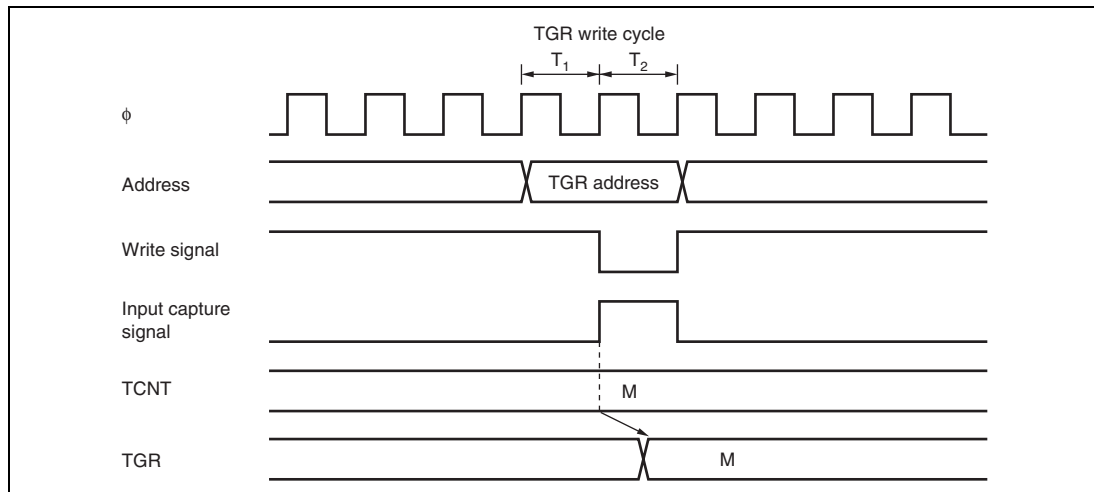 TGR write cycle
T₁ T₂
ϕ
Address
TGR address
Write signal
Input capture
signal
TCNT
M
TGR
M